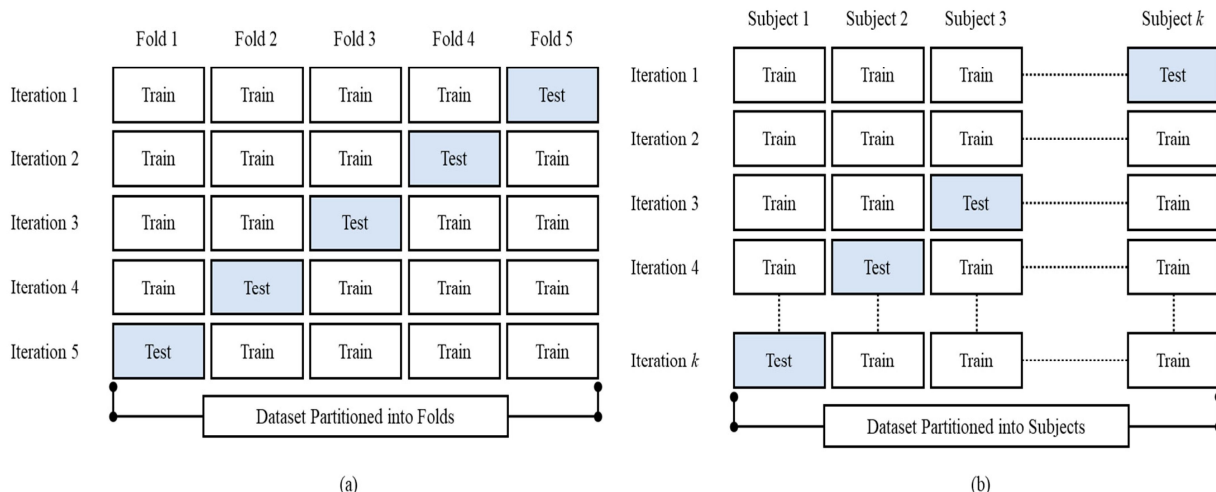 Fold 1 Fold 2 Fold 3 Fold 4 Fold 5
Iteration 1 Train Train Train Train Test
Iteration 2 Train Train Train Test Train
Iteration 3 Train Train Test Train Train
Iteration 4 Train Test Train Train Train
Iteration 5 Test Train Train Train Train
Dataset Partitioned into Folds
(a)
Subject 1 Subject 2 Subject 3 Subject k
Iteration 1 Train Train Train Test
Iteration 2 Train Train Train Train
Iteration 3 Train Train Test Train
Iteration 4 Train Test Train Train
Iteration k Test Train Train Train
Dataset Partitioned into Subjects
(b)